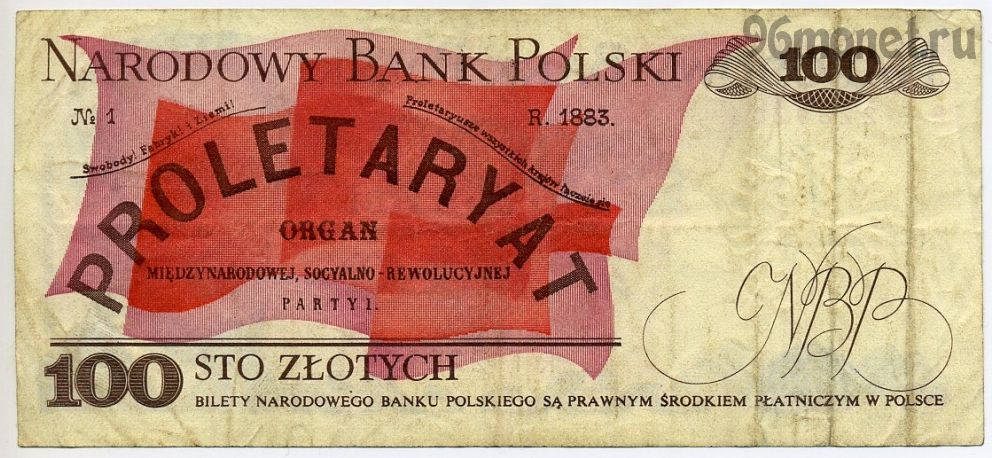 96monet.ru
NARODOWY BANK POLSKI
100
№ 1
R. 1883.
Swobody! Fabryki i Ziemi!
Proletaryusze wszystkich krajów łączcie się
PROLETARYAT
ORGAN
MIĘDZYNARODOWEJ, SOCYALNO-REWOLUCYJNEJ
PARTYI.
NBP
100 STO ZŁOTYCH
BILETY NARODOWEGO BANKU POLSKIEGO SĄ PRAWNYM ŚRODKIEM PŁATNICZYM W POLSCE